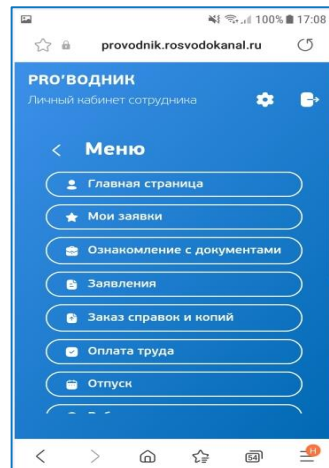 100% 17:08
provodnik.rosvodokanal.ru
PRO'ВОДНИК
Личный кабинет сотрудника
Меню
Главная страница
Мои заявки
Ознакомление с документами
Заявления
Заказ справок и копий
Оплата труда
Отпуск
54
H